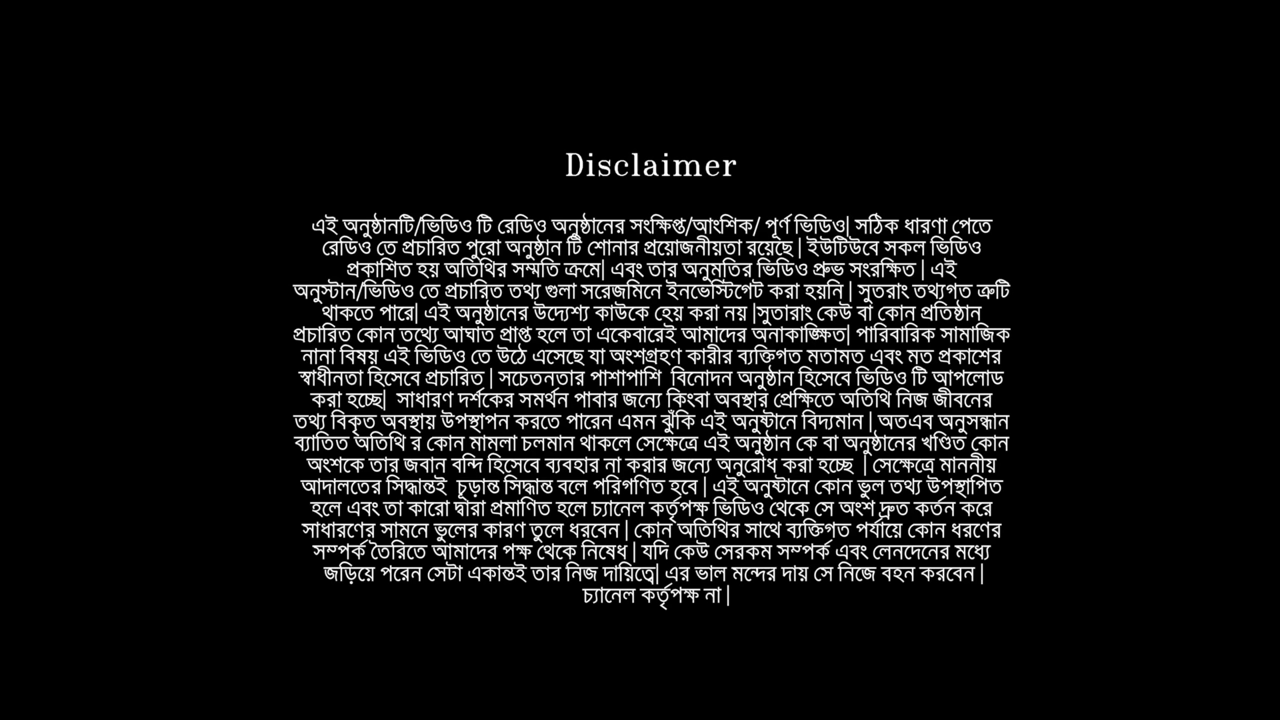 Disclaimer
এই অনুষ্ঠানটি/ভিডিও টি রেডিও অনুষ্ঠানের সংক্ষিপ্ত/আংশিক/ পূর্ণ ভিডিও| সঠিক ধারণা পেতে
রেডিও তে প্রচারিত পুরো অনুষ্ঠান টি শোনার প্রয়োজনীয়তা রয়েছে | ইউটিউবে সকল ভিডিও
প্রকাশিত হয় অতিথির সম্মতি ক্রমে| এবং তার অনুমতির ভিডিও প্রুভ সংরক্ষিত | এই
অনুস্টান/ভিডিও তে প্রচারিত তথ্য গুলা সরেজমিনে ইনভেস্টিগেট করা হয়নি | সুতরাং তথ্যগত ত্রুটি
থাকতে পারে| এই অনুষ্ঠানের উদ্যেশ্য কাউকে হেয় করা নয় |সুতারাং কেউ বা কোন প্রতিষ্ঠান
প্রচারিত কোন তথ্যে আঘাত প্রাপ্ত হলে তা একেবারেই আমাদের অনাকাঙ্ক্ষিত| পারিবারিক সামাজিক
নানা বিষয় এই ভিডিও তে উঠে এসেছে যা অংশগ্রহণ কারীর ব্যক্তিগত মতামত এবং মত প্রকাশের
স্বাধীনতা হিসেবে প্রচারিত | সচেতনতার পাশাপাশি  বিনোদন অনুষ্ঠান হিসেবে ভিডিও টি আপলোড
করা হচ্ছে|  সাধারণ দর্শকের সমর্থন পাবার জন্যে কিংবা অবস্থার প্রেক্ষিতে অতিথি নিজ জীবনের
তথ্য বিকৃত অবস্থায় উপস্থাপন করতে পারেন এমন ঝুঁকি এই অনুষ্টানে বিদ্যমান | অতএব অনুসন্ধান
ব্যাতিত অতিথি র কোন মামলা চলমান থাকলে সেক্ষেত্রে এই অনুষ্ঠান কে বা অনুষ্ঠানের খণ্ডিত কোন
অংশকে তার জবান বন্দি হিসেবে ব্যবহার না করার জন্যে অনুরোধ করা হচ্ছে  | সেক্ষেত্রে মাননীয়
আদালতের সিদ্ধান্তই  চূড়ান্ত সিদ্ধান্ত বলে পরিগণিত হবে | এই অনুষ্টানে কোন ভুল তথ্য উপস্থাপিত
হলে এবং তা কারো দ্বারা প্রমাণিত হলে চ্যানেল কর্তৃপক্ষ ভিডিও থেকে সে অংশ দ্রুত কর্তন করে
সাধারণের সামনে ভুলের কারণ তুলে ধরবেন | কোন অতিথির সাথে ব্যক্তিগত পর্যায়ে কোন ধরণের
সম্পর্ক তৈরিতে আমাদের পক্ষ থেকে নিষেধ | যদি কেউ সেরকম সম্পর্ক এবং লেনদেনের মধ্যে
জড়িয়ে পরেন সেটা একান্তই তার নিজ দায়িত্বে| এর ভাল মন্দের দায় সে নিজে বহন করবেন |
চ্যানেল কর্তৃপক্ষ না |